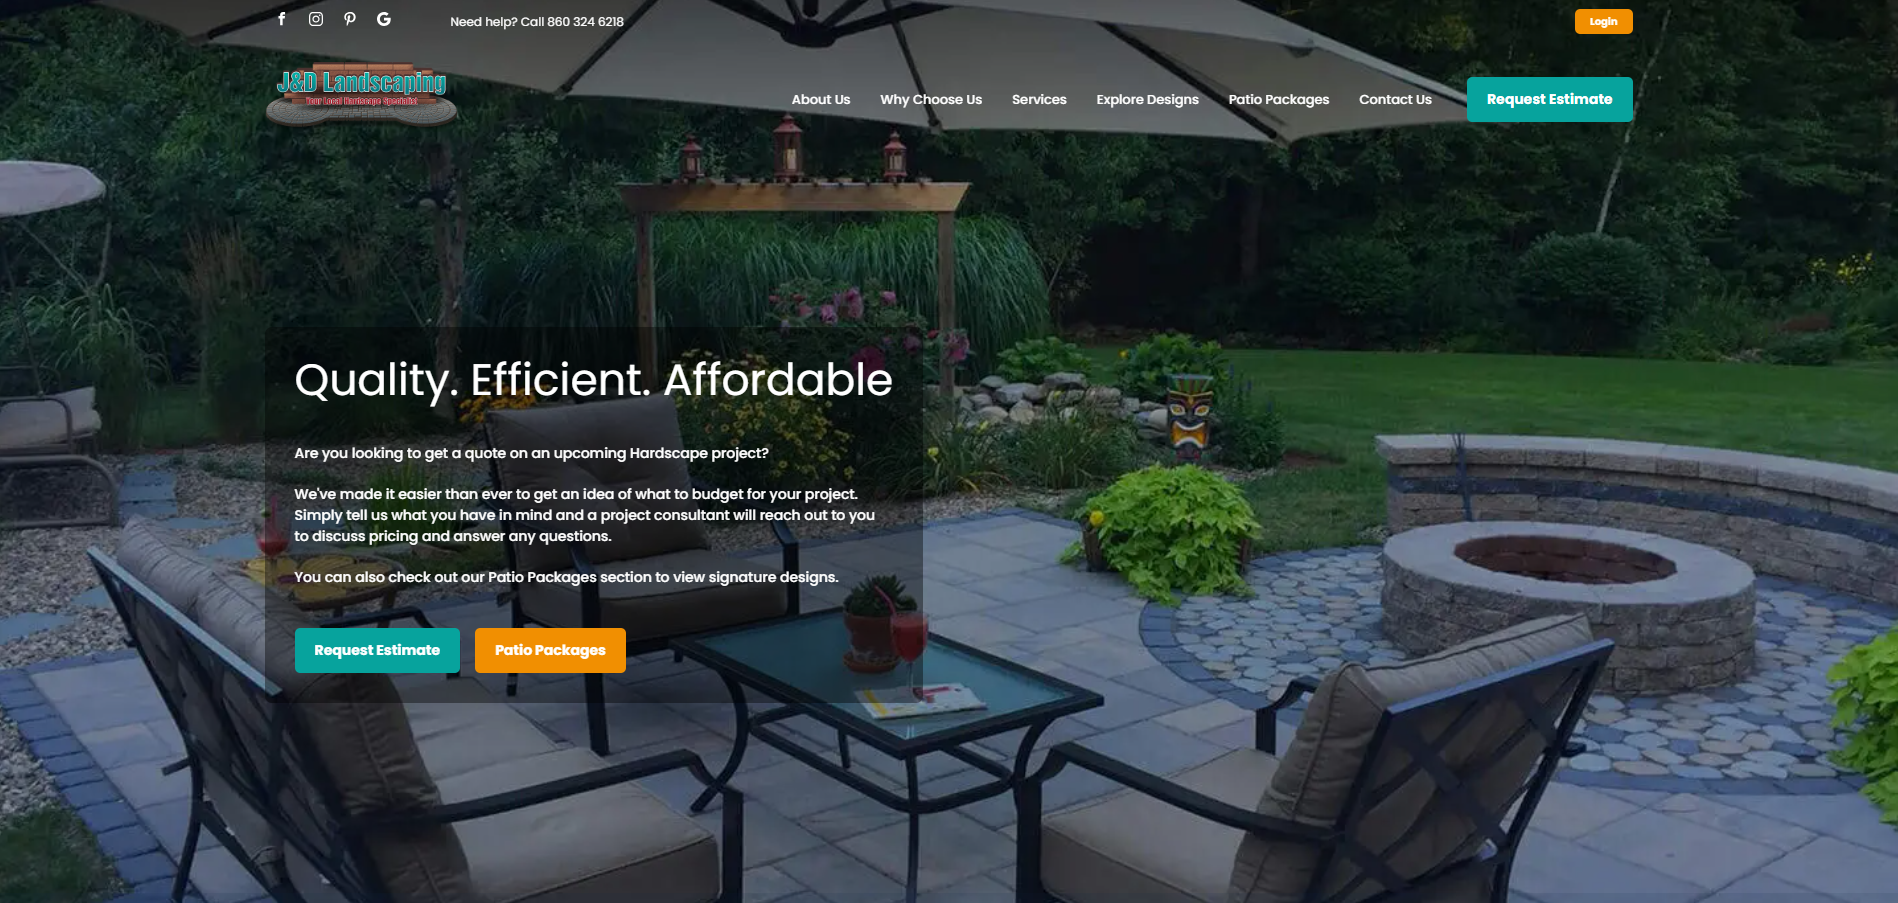 Need help? Call 860 324 6218
Login
J&D Landscaping
Your Local Hardscape Specialist
About Us
Why Choose Us
Services
Explore Designs
Patio Packages
Contact Us
Request Estimate
Quality. Efficient. Affordable
Are you looking to get a quote on an upcoming Hardscape project?
We've made it easier than ever to get an idea of what to budget for your project.
Simply tell us what you have in mind and a project consultant will reach out to you
to discuss pricing and answer any questions.
You can also check out our Patio Packages section to view signature designs.
Request Estimate
Patio Packages